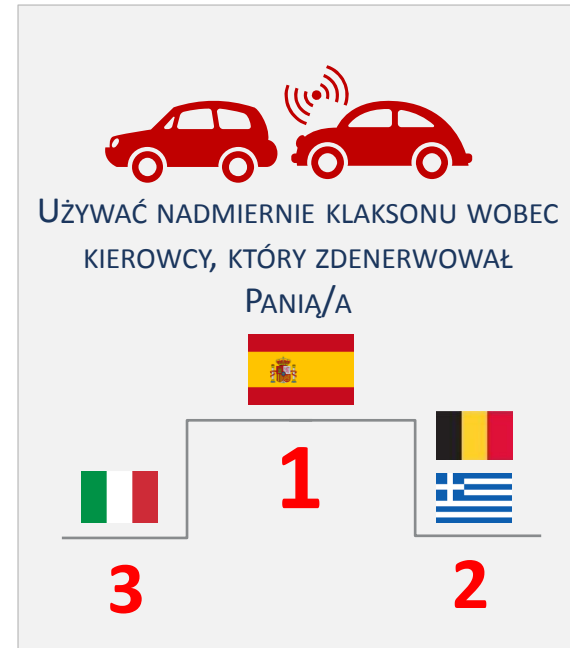 Używać nadmiernie klaksonu wobec
kierowcy, który zdenerwował
Panią/a
1
3
2